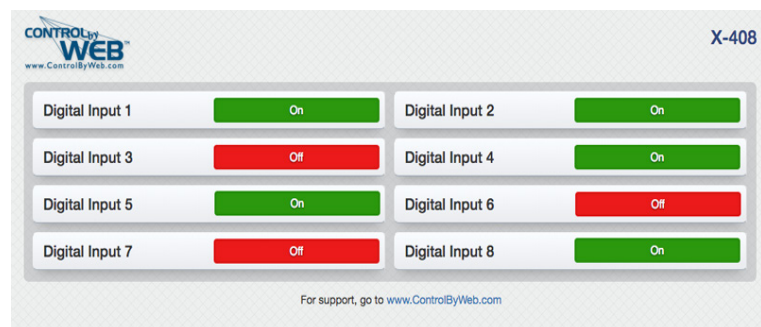 CONTROL by
WEB™
www.ControlByWeb.com
X-408
Digital Input 1 On Digital Input 2 On
Digital Input 3 Off Digital Input 4 On
Digital Input 5 On Digital Input 6 Off
Digital Input 7 Off Digital Input 8 On
For support, go to www.ControlByWeb.com